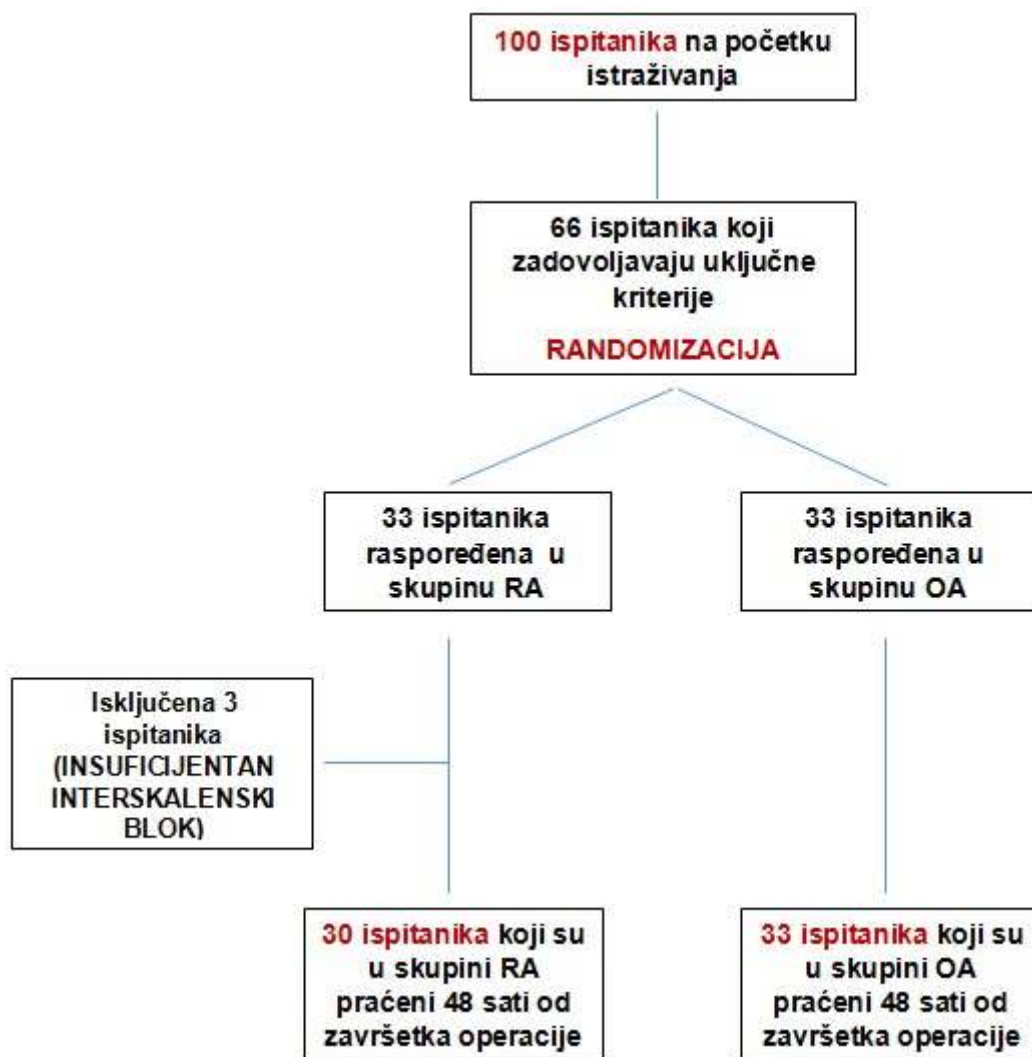 100 ispitanika na početku
istraživanja
66 ispitanika koji
zadovoljavaju uključne
kriterije
RANDOMIZACIJA
33 ispitanika
raspoređena u
skupinu RA
33 ispitanika
raspoređena u
skupinu OA
Isključena 3
ispitanika
(INSUFICIJENTAN
INTERSKALENSKI
BLOK)
30 ispitanika koji su
u skupini RA
praćeni 48 sati od
završetka operacije
33 ispitanika koji su
u skupini OA
praćeni 48 sati od
završetka operacije